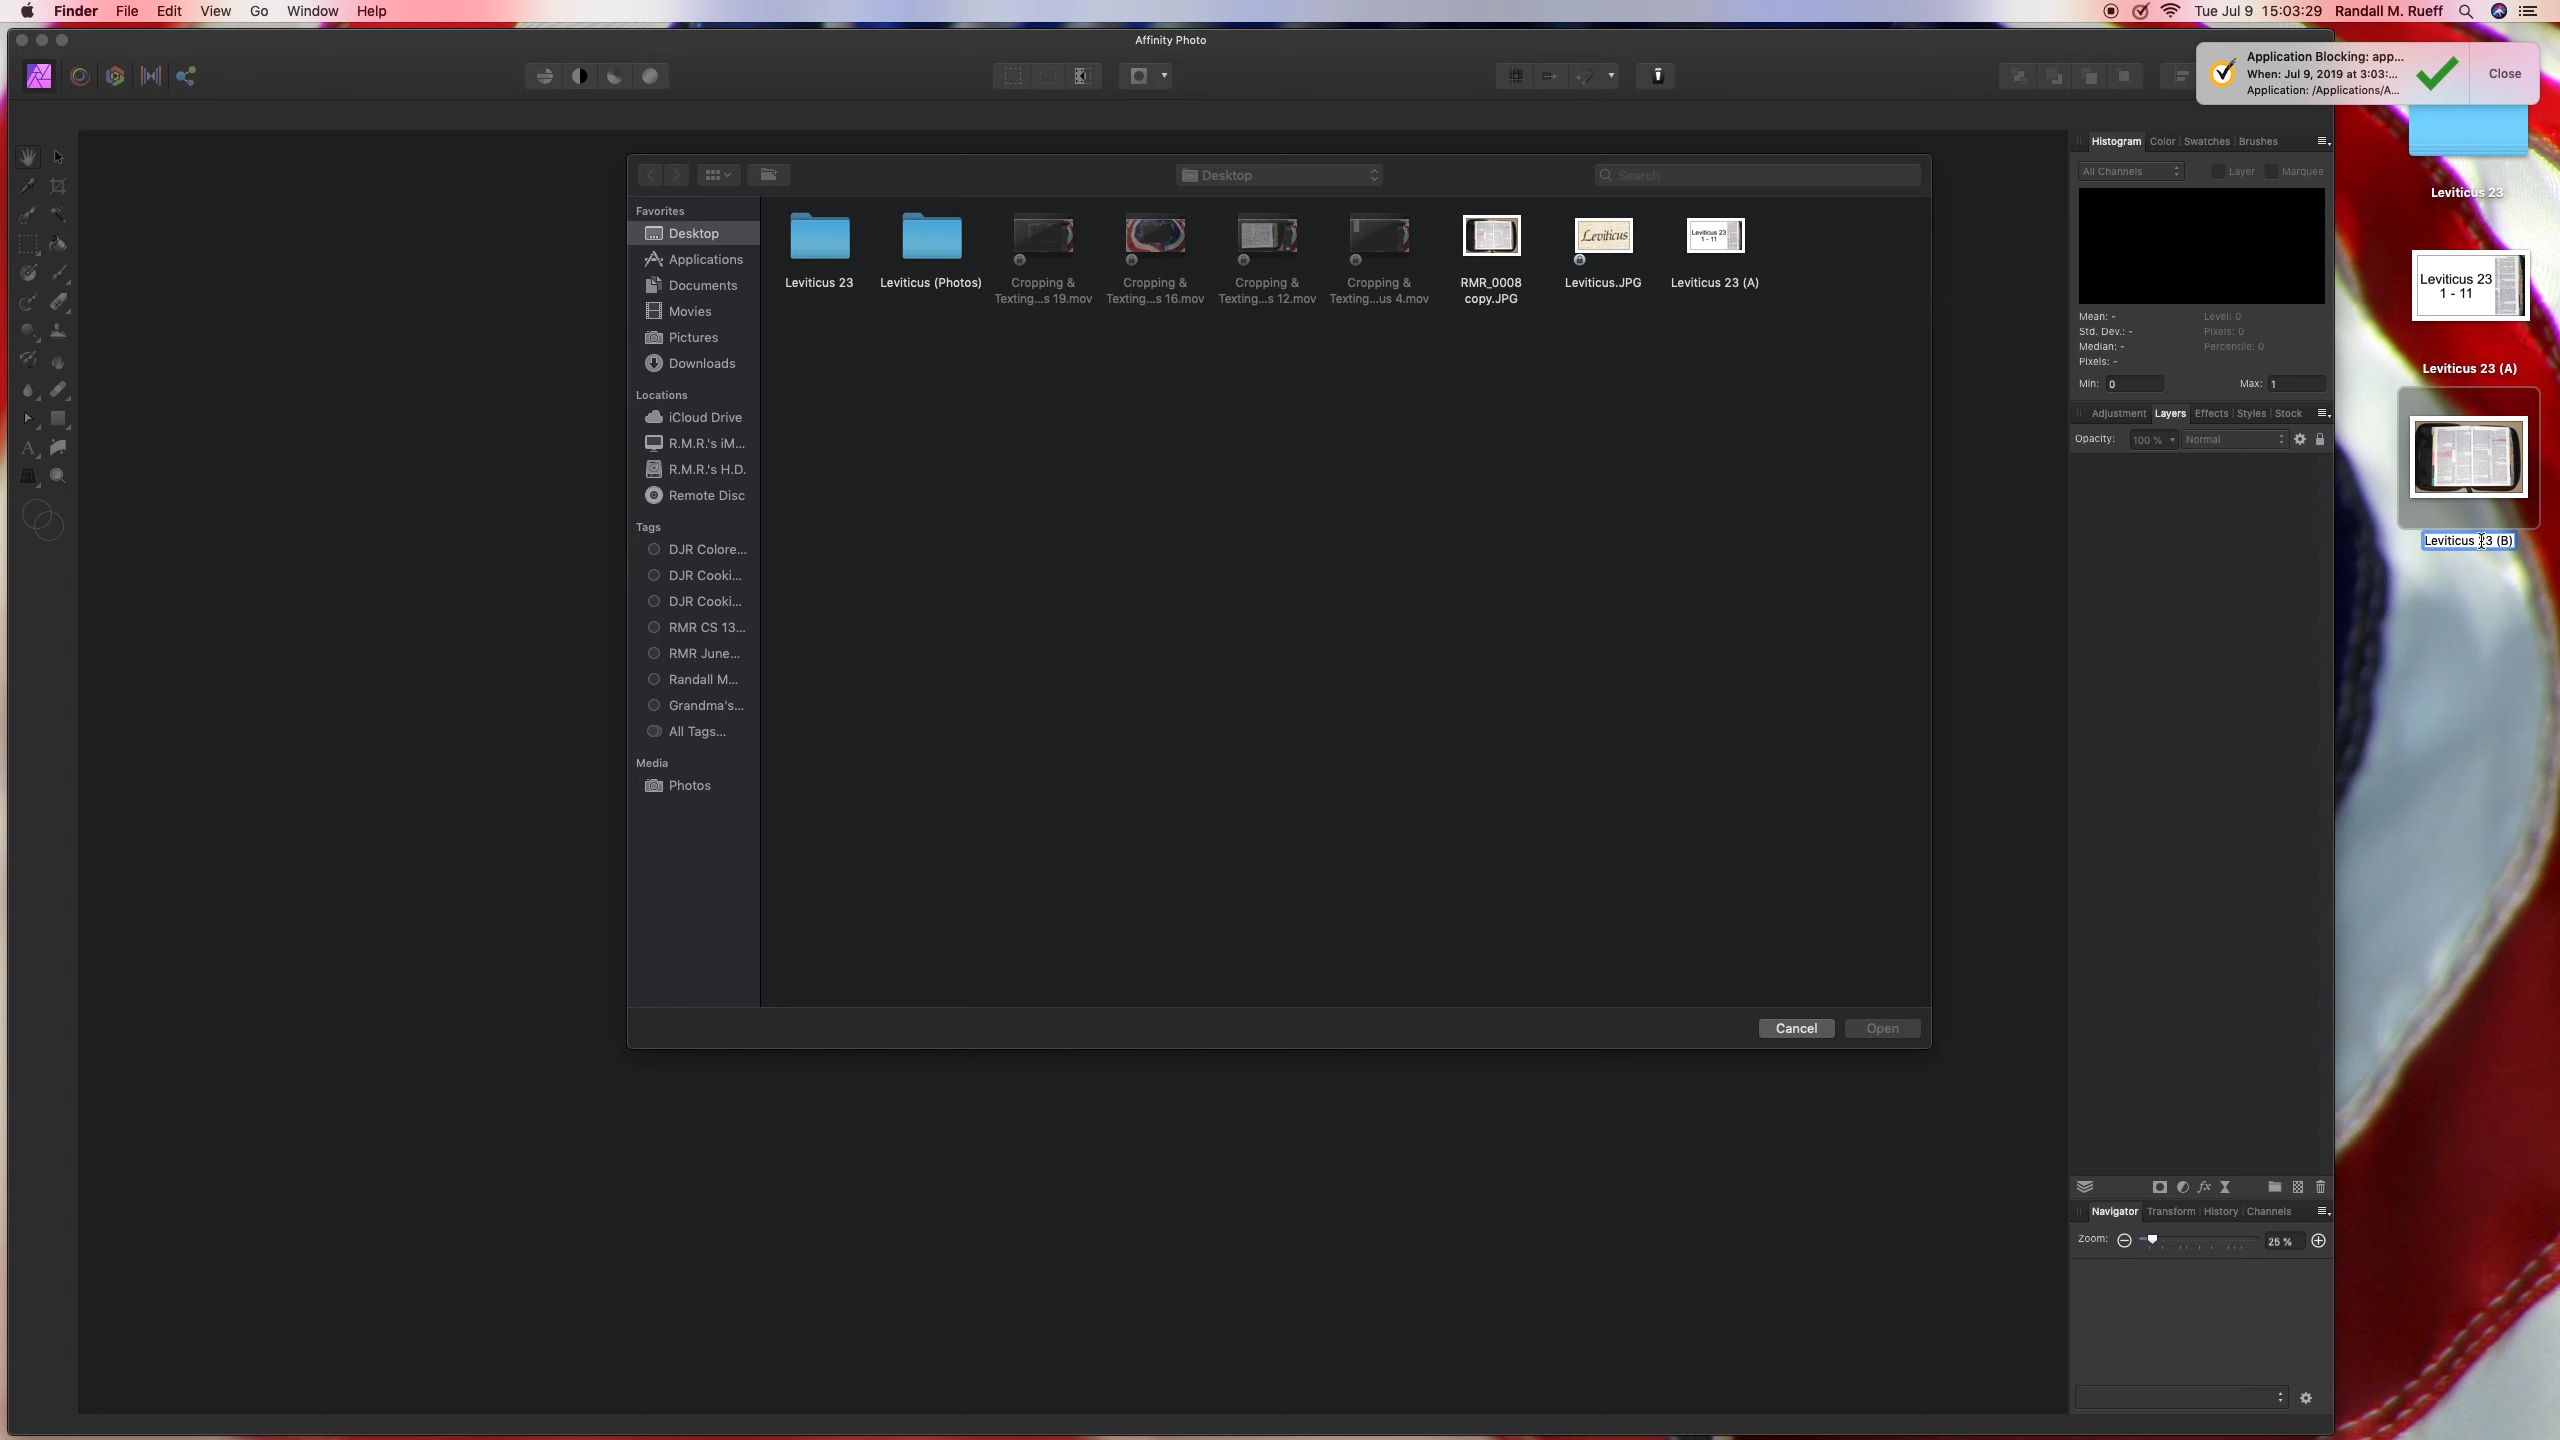 Finder File Edit View Go Window Help
Tue Jul 9 15:03:29 Randall M. Rueff
Affinity Photo
Application Blocking: app...
When: Jul 9, 2019 at 3:03:...
Application: /Applications/A...
Close
Desktop
Search
Favorites
Desktop
Applications
Documents
Movies
Pictures
Downloads
Locations
iCloud Drive
R.M.R.'s iM...
R.M.R.'s H.D.
Remote Disc
Tags
DJR Colore...
DJR Cooki...
DJR Cooki...
RMR CS 13...
RMR June...
Randall M...
Grandma's...
All Tags...
Media
Photos
Leviticus 23
Leviticus (Photos)
Cropping &
Texting...s 19.mov
Cropping &
Texting...s 16.mov
Cropping &
Texting...s 12.mov
Cropping &
Texting...us 4.mov
RMR_0008
copy.JPG
Leviticus
Leviticus.JPG
Leviticus 23
1 - 11
Leviticus 23 (A)
Cancel Open
Histogram Color Swatches Brushes
All Channels Layer Marquee
Mean: - Level: 0
Std. Dev.: - Pixels: 0
Median: - Percentile: 0
Pixels: -
Min: 0 Max: 1
Adjustment Layers Effects Styles Stock
Opacity: 100 % Normal
fx
Navigator Transform History Channels
Zoom: 25 %
Leviticus 23
Leviticus 23
1 - 11
Leviticus 23 (A)
Leviticus 23 (B)